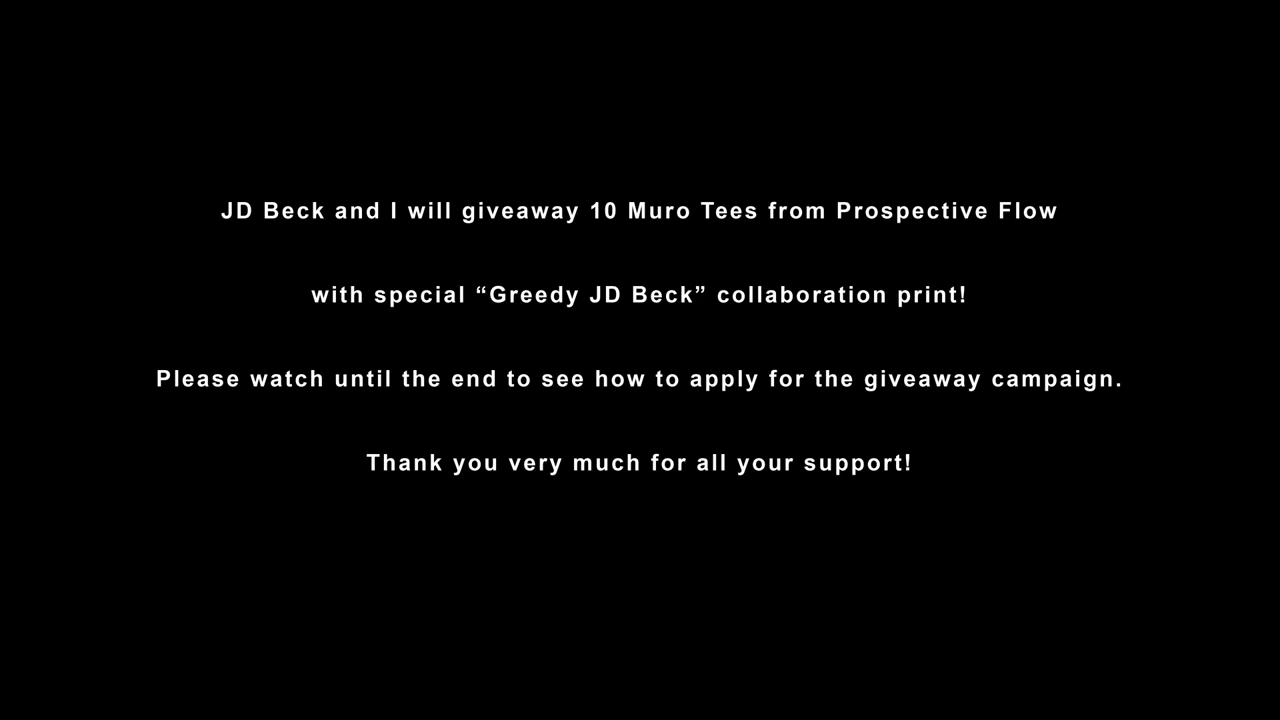 JD Beck and I will giveaway 10 Muro Tees from Prospective Flow
with special “Greedy JD Beck” collaboration print!
Please watch until the end to see how to apply for the giveaway campaign.
Thank you very much for all your support!